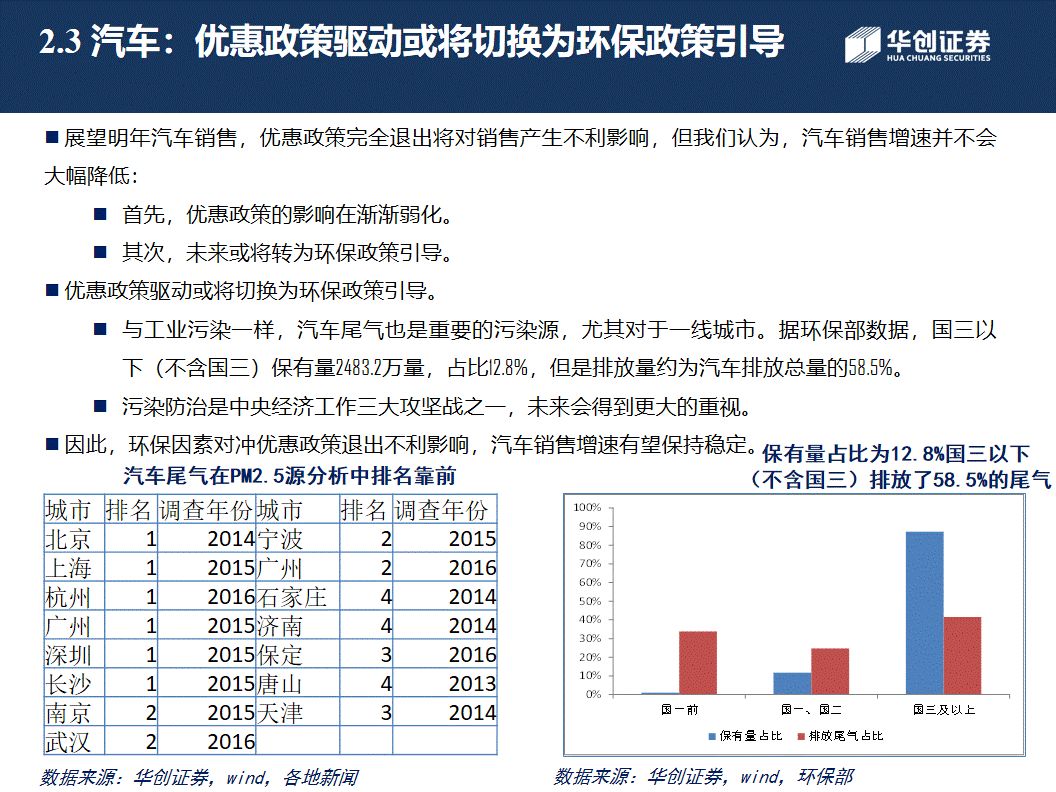 2.3 汽车：优惠政策驱动或将切换为环保政策引导
华创证券
HUA CHUANG SECURITIES
■ 展望明年汽车销售，优惠政策完全退出将对销售产生不利影响，但我们认为，汽车销售增速并不会
大幅降低：
■ 首先，优惠政策的影响在渐渐弱化。
■ 其次，未来或将转为环保政策引导。
■ 优惠政策驱动或将切换为环保政策引导。
■ 与工业污染一样，汽车尾气也是重要的污染源，尤其对于一线城市。据环保部数据，国三以
下（不含国三）保有量2483.2万量，占比12.8%，但是排放量约为汽车排放总量的58.5%。
■ 污染防治是中央经济工作三大攻坚战之一，未来会得到更大的重视。
■ 因此，环保因素对冲优惠政策退出不利影响，汽车销售增速有望保持稳定。
汽车尾气在PM2.5源分析中排名靠前
城市 排名 调查年份 城市 排名 调查年份
北京 1 2014 宁波 2 2015
上海 1 2015 广州 2 2016
杭州 1 2016 石家庄 4 2014
广州 1 2015 济南 4 2014
深圳 1 2015 保定 3 2016
长沙 1 2015 唐山 4 2013
南京 2 2015 天津 3 2014
武汉 2 2016
数据来源：华创证券，wind，各地新闻
保有量占比为12.8%国三以下
（不含国三）排放了58.5%的尾气
100%
90%
80%
70%
60%
50%
40%
30%
20%
10%
0%
国一前 国一、国二 国三及以上
保有量占比 排放尾气占比
数据来源：华创证券，wind，环保部